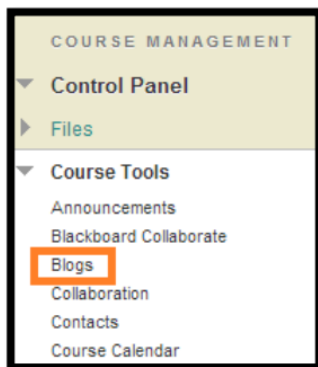 COURSE MANAGEMENT
Control Panel
Files
Course Tools
Announcements
Blackboard Collaborate
Blogs
Collaboration
Contacts
Course Calendar